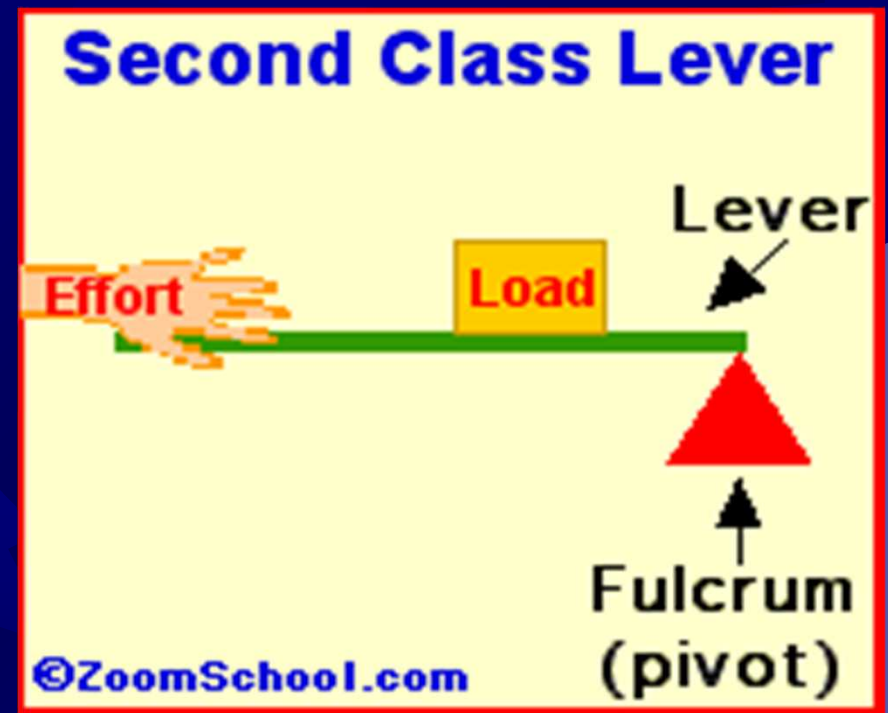 Second Class Lever
Lever
Effort
Load
Fulcrum
(pivot)
©ZoomSchool.com